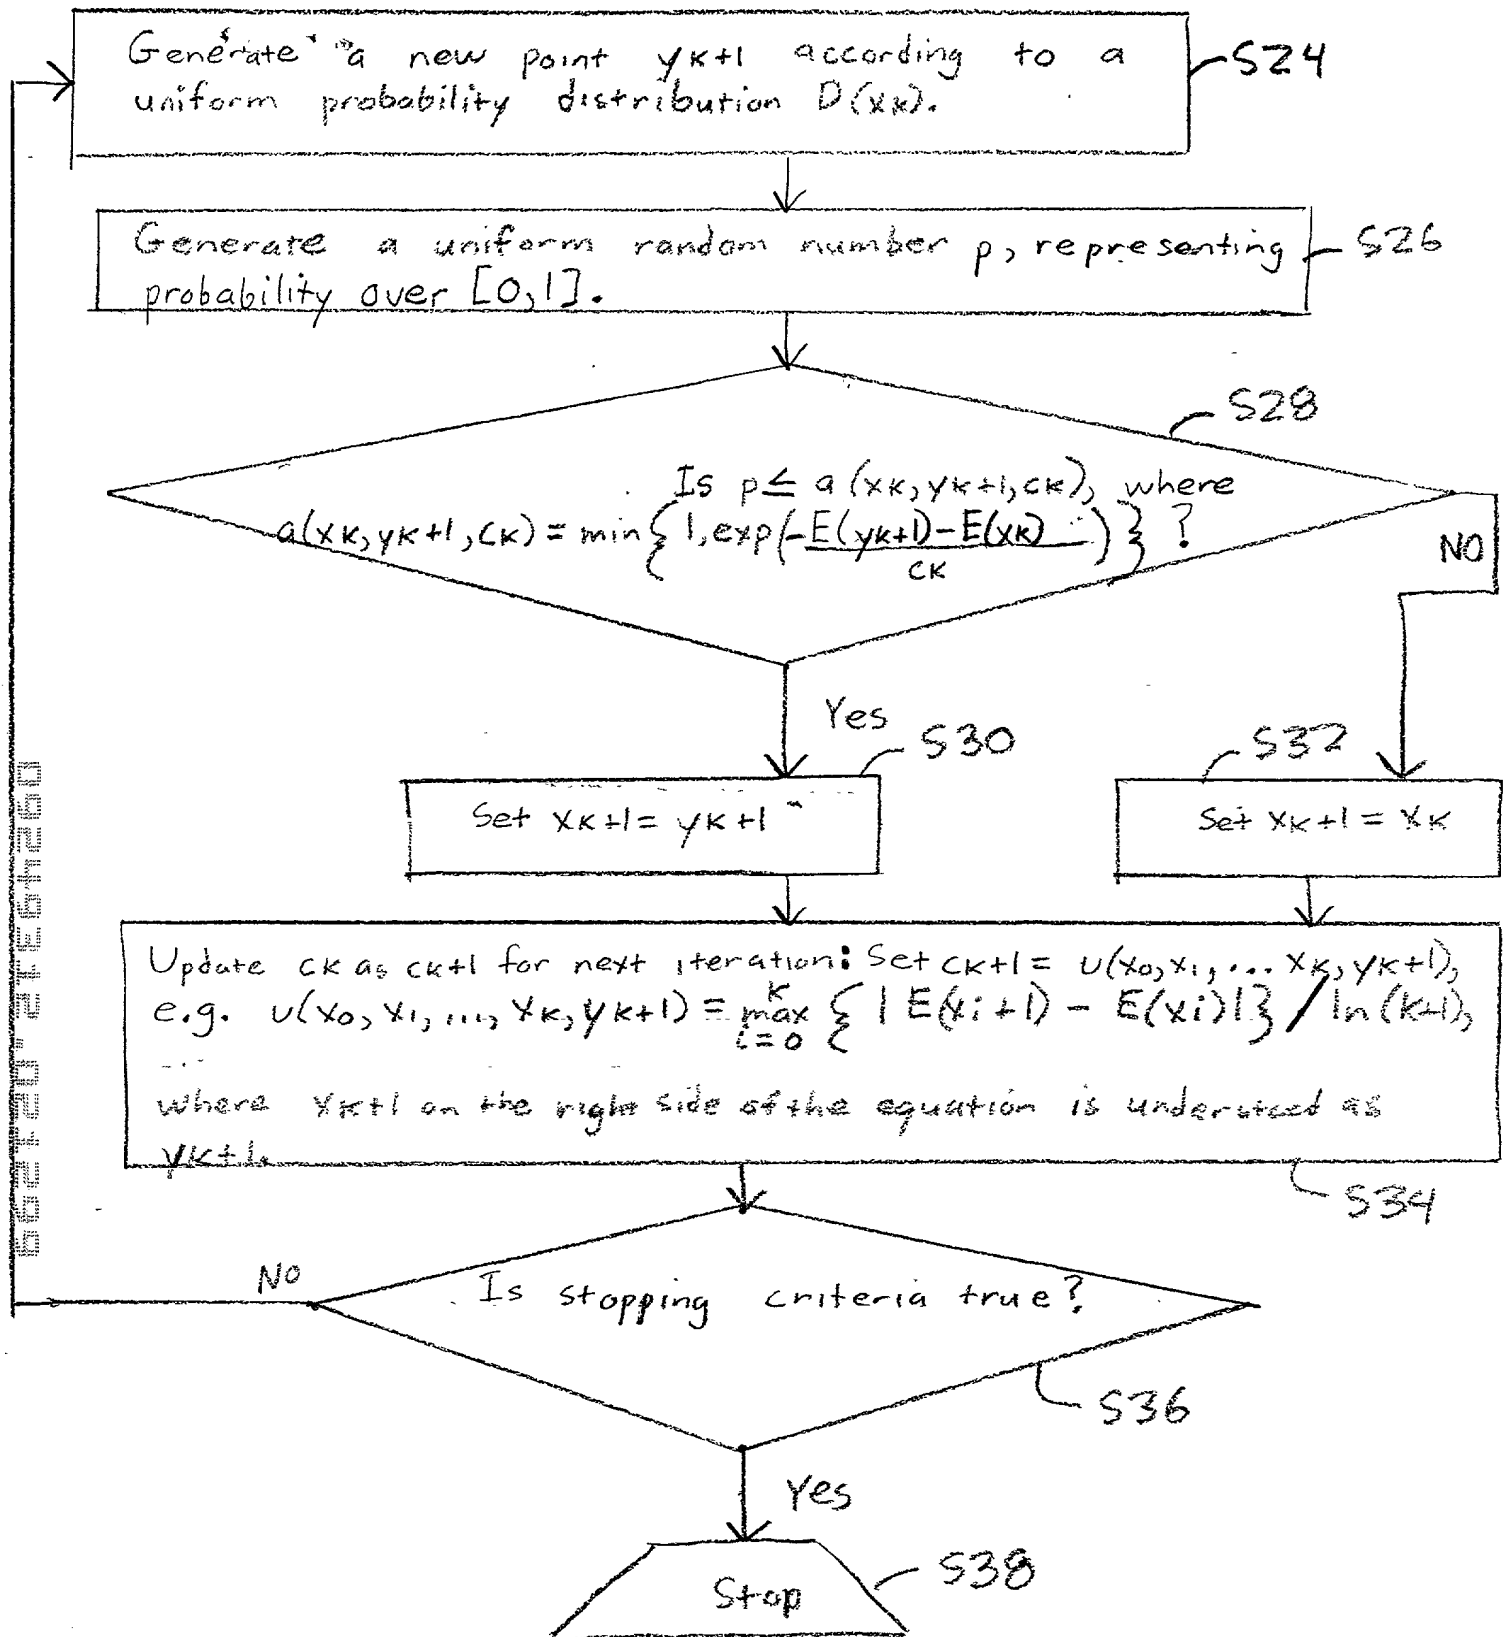 Generate a new point yk+1 according to a
uniform probability distribution D(xk).
S24
Generate a uniform random number p, representing
probability over [0,1].
S26
S28
Is p≤ a(xk,yk+1,ck), where
a(xk,yk+1,ck) = min{1,exp(-E(yk+1)-E(xk))}?
ck
NO
Yes
S30
S32
Set xk+1= yk+1
Set xk+1 = xk
Update ck as ck+1 for next iteration: Set ck+1 = u(x0,x1,... xk,yk+1),
e.g. u(x0,x1,..., xk,yk+1) = max { | E(xi+1) - E(xi)|} / ln(k+1),
k
i=0
where xk+1 on the right side of the equation is understood as
yk+1.
S34
No
Is stopping criteria true?
S36
Yes
Stop
S38